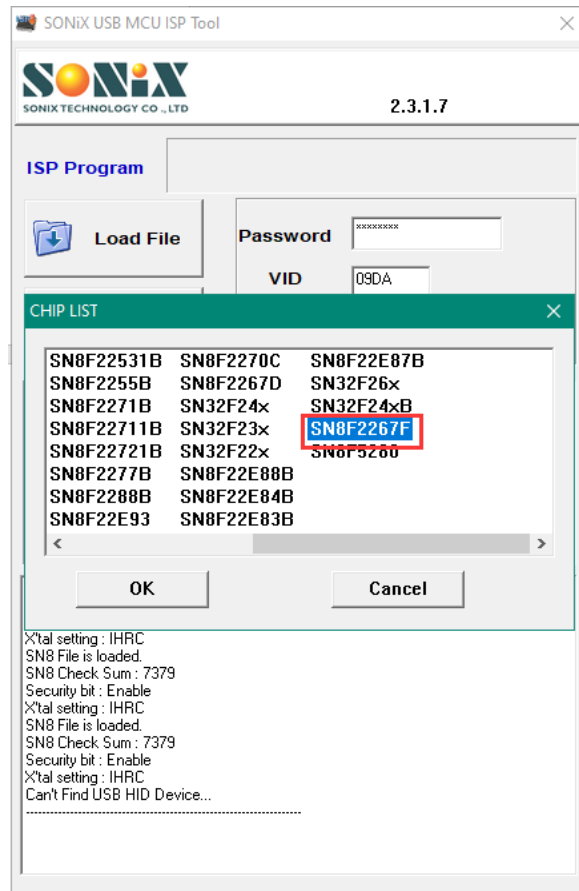 SONiX USB MCU ISP Tool
SONiX
SONIX TECHNOLOGY CO ., LTD
2.3.1.7
ISP Program
Load File
Password
xxxxxxxx
VID
09DA
CHIP LIST
SN8F22531B SN8F2270C SN8F22E87B
SN8F2255B SN8F2267D SN32F26x
SN8F2271B SN32F24x SN32F24xB
SN8F22711B SN32F23x SN8F2267F
SN8F22721B SN32F22x SN8F5280
SN8F2277B SN8F22E88B
SN8F2288B SN8F22E84B
SN8F22E93 SN8F22E83B
OK
Cancel
X'tal setting : IHRC
SN8 File is loaded.
SN8 Check Sum : 7379
Security bit : Enable
X'tal setting : IHRC
SN8 File is loaded.
SN8 Check Sum : 7379
Security bit : Enable
X'tal setting : IHRC
Can't Find USB HID Device...